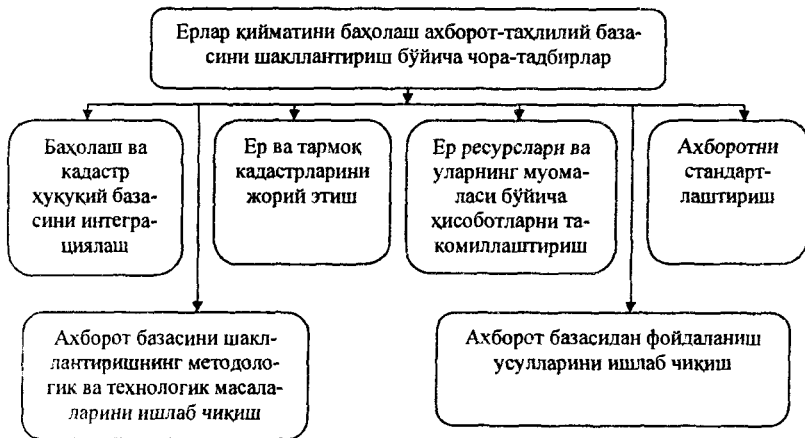 Ерлар қийматини баҳолаш ахборот-таҳлилий база-
сини шакллантириш бўйича чора-тадбирлар
Баҳолаш ва
кадастр
ҳуқуқий база-
сини интегра-
циялаш
Ер ва тармоқ
кадастрларини
жорий этиш
Ер ресурслари ва
уларнинг муома-
ласи бўйича
ҳисоботларни та-
комиллаштириш
Ахборотни
стандарт-
лаштириш
Ахборот базасини шакл-
лантиришнинг методоло-
гик ва технологик масала-
ларини ишлаб чиқиш
Ахборот базасидан фойдаланиш
усулларини ишлаб чиқиш